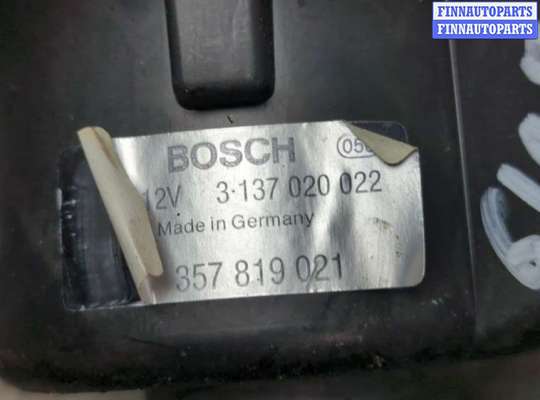 FINNAUTOPARTS
FINNAUTOPARTS
BOSCH
12V 3·137 020 022
Made in Germany
357 819 021